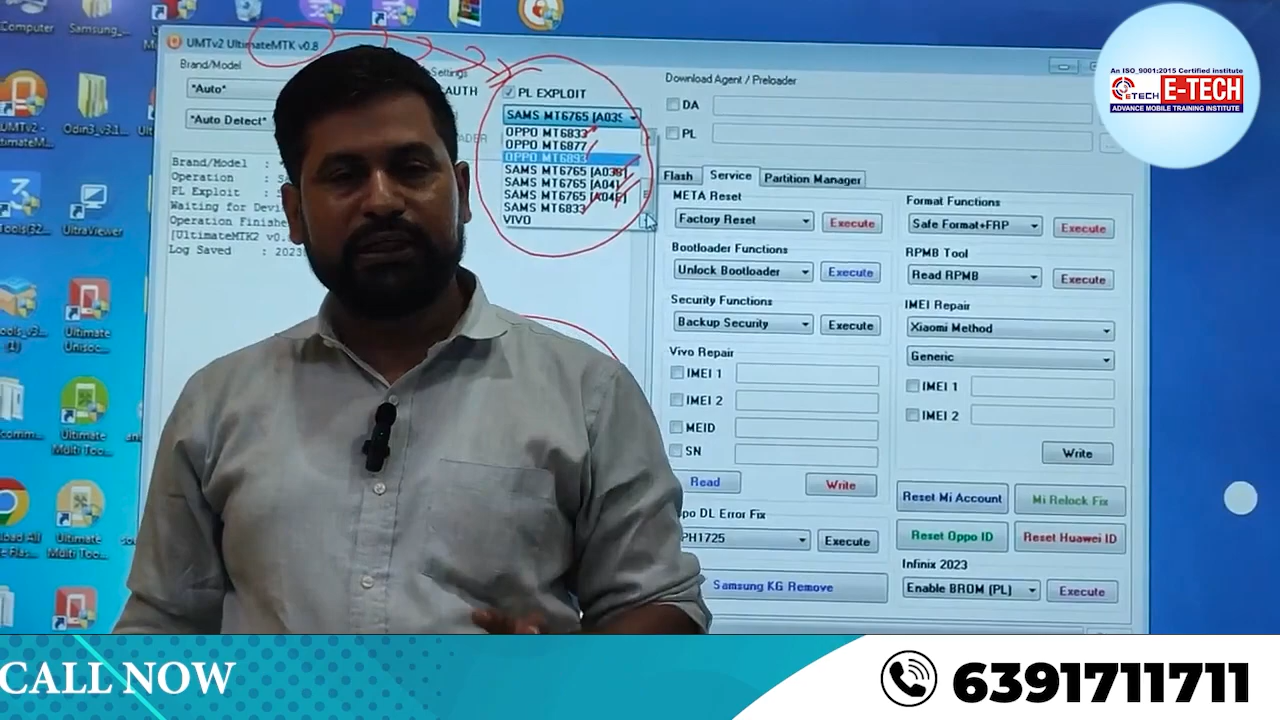 Computer
Samsung_...
UMTv2 UltimateMTK v0.8
Brand/Model
Settings
Download Agent / Preloader
"Auto"
AUTH
PL EXPLOIT
DA
SAMS MT6765 [A03S
"Auto Detect"
PL
OPPO MT6833
OPPO MT6877
OPPO MT6893
SAMS MT6765 [A03S]
SAMS MT6765 [A04]
SAMS MT6765 [A04E]
SAMS MT6833
VIVO
Brand/Model :
Operation :
PL Exploit :
Waiting for Devi
Operation Finishe
[UltimateMTK2 v0.
Log Saved : 2023
Flash
Service
Partition Manager
META Reset
Factory Reset
Execute
Bootloader Functions
Unlock Bootloader
Execute
Security Functions
Backup Security
Execute
Vivo Repair
IMEI 1
IMEI 2
MEID
SN
Read
Write
ppo DL Error Fix
PH1725
Execute
Samsung KG Remove
Format Functions
Safe Format+FRP
Execute
RPMB Tool
Read RPMB
Execute
IMEI Repair
Xiaomi Method
Generic
IMEI 1
IMEI 2
Write
Reset Mi Account
Mi Relock Fix
Reset Oppo ID
Reset Huawei ID
Infinix 2023
Enable BROM (PL)
Execute
UMTv2 -
UltimateM...
Odin3_v3.1...
UltraViewer
Ultimate
Unisoc...
Ultimate
Multi Too...
Ultimate
Multi Too...
An ISO_9001:2015 Certified institute
ETECH E-TECH
ADVANCE MOBILE TRAINING INSTITUTE
CALL NOW
6391711711